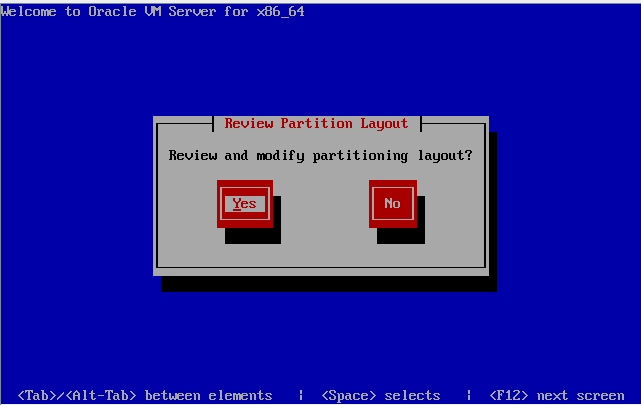 Welcome to Oracle VM Server for x86_64
Review Partition Layout
Review and modify partitioning layout?
Yes
No
<Tab>/<Alt-Tab> between elements | <Space> selects | <F12> next screen